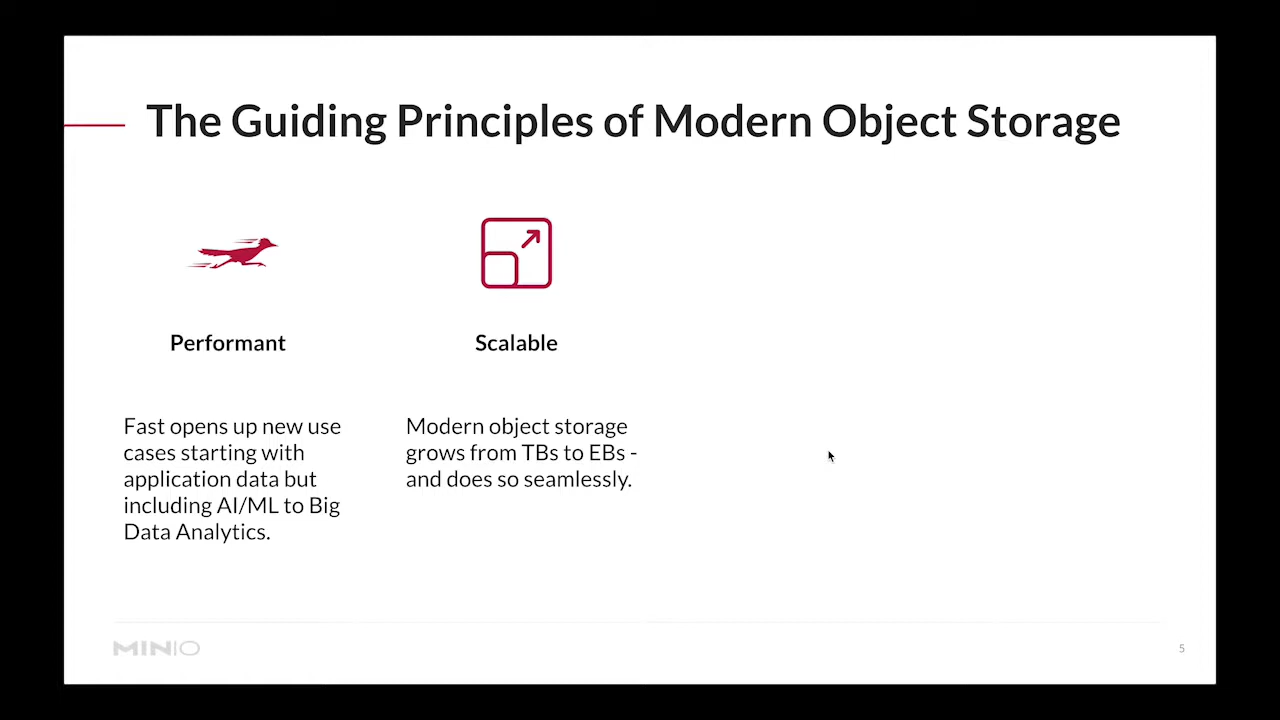 The Guiding Principles of Modern Object Storage
Performant
Scalable
Fast opens up new use
cases starting with
application data but
including AI/ML to Big
Data Analytics.
Modern object storage
grows from TBs to EBs -
and does so seamlessly.
MINIO
5